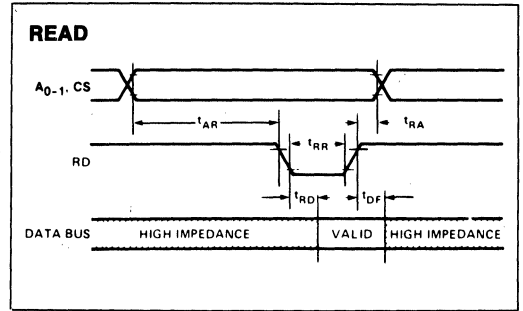 READ
A0-1, CS
tAR
tRA
tRR
RD
tRD
tDF
DATA BUS
HIGH IMPEDANCE
VALID
HIGH IMPEDANCE